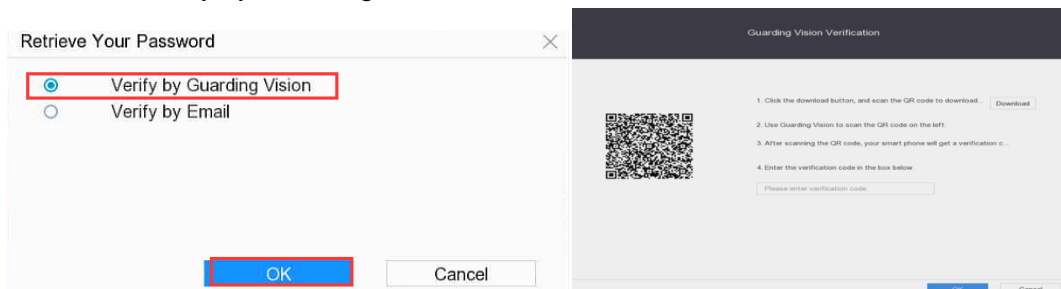 Retrieve Your Password
Verify by Guarding Vision
Verify by Email
OK
Cancel
Guarding Vision Verification
1. Click the download button, and scan the QR code to download...
Download
2. Use Guarding Vision to scan the QR code on the left.
3. After scanning the QR code, your smart phone will get a verification c...
4. Enter the verification code in the box below.
Please enter verification code.
OK
Cancel